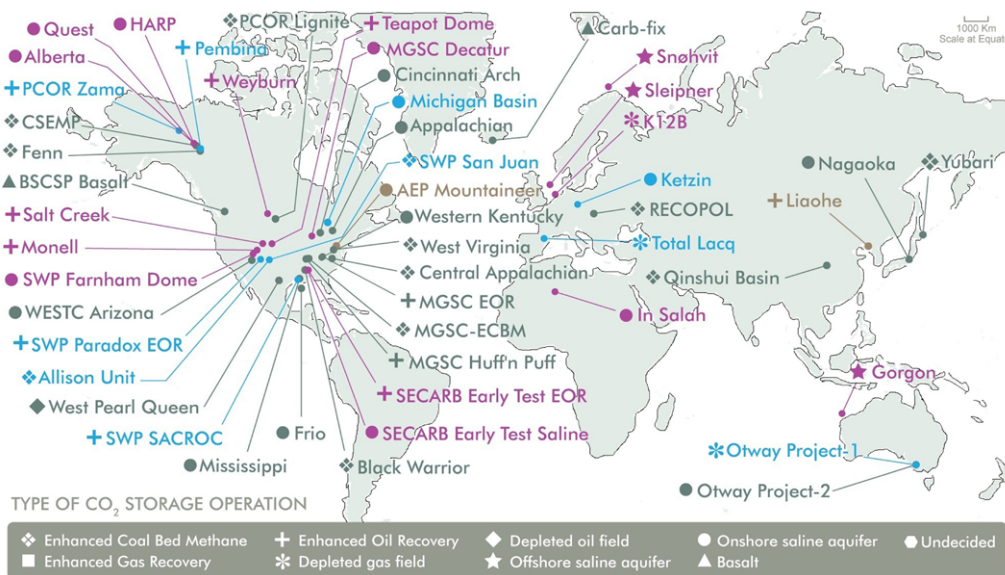 Quest
HARP
PCOR Lignite
Teapot Dome
Carb-fix
1000 Km
Scale at Equat
Alberta
Pembina
MGSC Decatur
Snøhvit
PCOR Zama
Weyburn
Cincinnati Arch
Sleipner
CSEMP
Michigan Basin
K12B
Fenn
Appalachian
Nagaoka
Yubari
BSCSP Basalt
SWP San Juan
Ketzin
Salt Creek
AEP Mountaineer
RECOPOL
Liaohe
Monell
Western Kentucky
Total Lacq
SWP Farnham Dome
West Virginia
Qinshui Basin
WESTC Arizona
Central Appalachian
In Salah
SWP Paradox EOR
MGSC EOR
Allison Unit
MGSC-ECBM
West Pearl Queen
MGSC Huff'n Puff
Gorgon
SWP SACROC
SECARB Early Test EOR
Frio
SECARB Early Test Saline
Otway Project-1
Mississippi
Black Warrior
Otway Project-2
TYPE OF CO₂ STORAGE OPERATION
Enhanced Coal Bed Methane
Enhanced Oil Recovery
Depleted oil field
Onshore saline aquifer
Undecided
Enhanced Gas Recovery
Depleted gas field
Offshore saline aquifer
Basalt